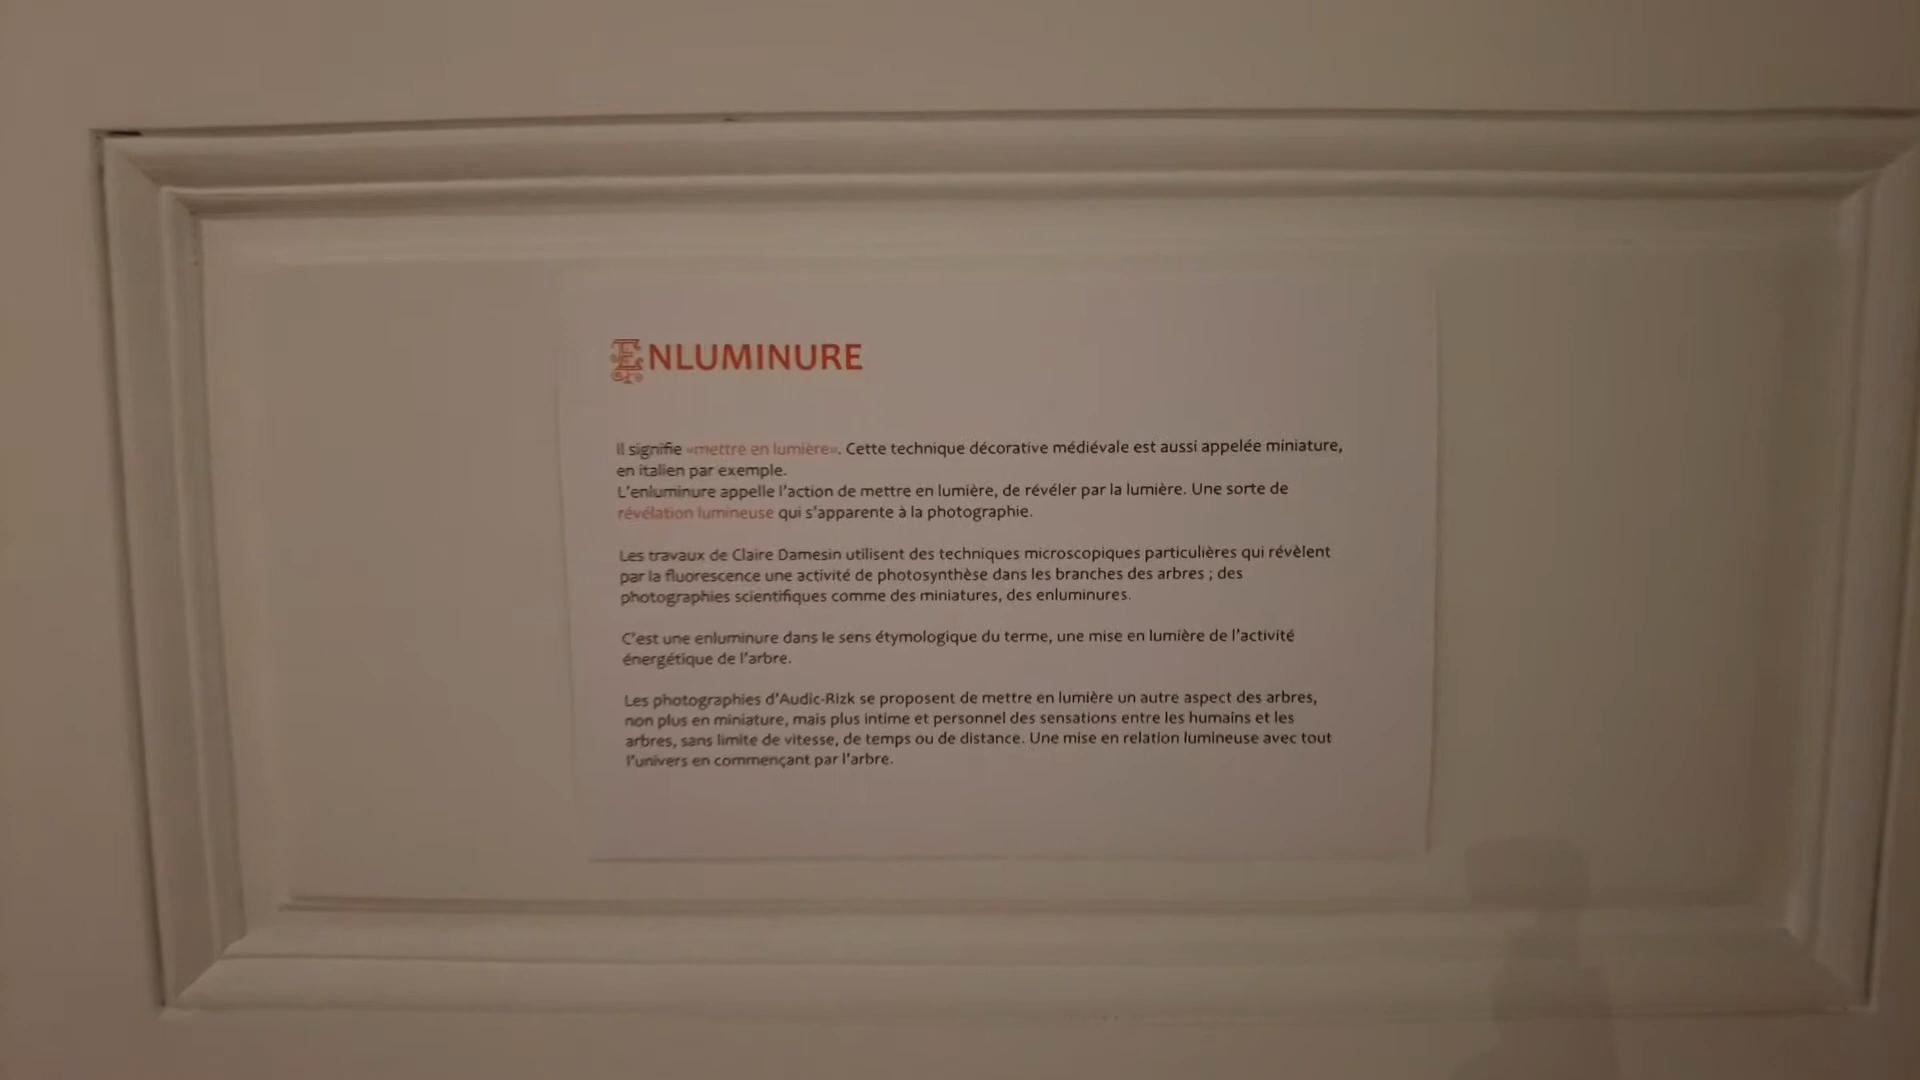 ENLUMINURE
Il signifie «mettre en lumière». Cette technique décorative médiévale est aussi appelée miniature,
en italien par exemple.
L'enluminure appelle l'action de mettre en lumière, de révéler par la lumière. Une sorte de
révélation lumineuse qui s'apparente à la photographie.
Les travaux de Claire Damesin utilisent des techniques microscopiques particulières qui révèlent
par la fluorescence une activité de photosynthèse dans les branches des arbres ; des
photographies scientifiques comme des miniatures, des enluminures.
C'est une enluminure dans le sens étymologique du terme, une mise en lumière de l'activité
énergétique de l'arbre.
Les photographies d'Audic-Rizk se proposent de mettre en lumière un autre aspect des arbres,
non plus en miniature, mais plus intime et personnel des sensations entre les humains et les
arbres, sans limite de vitesse, de temps ou de distance. Une mise en relation lumineuse avec tout
l'univers en commençant par l'arbre.